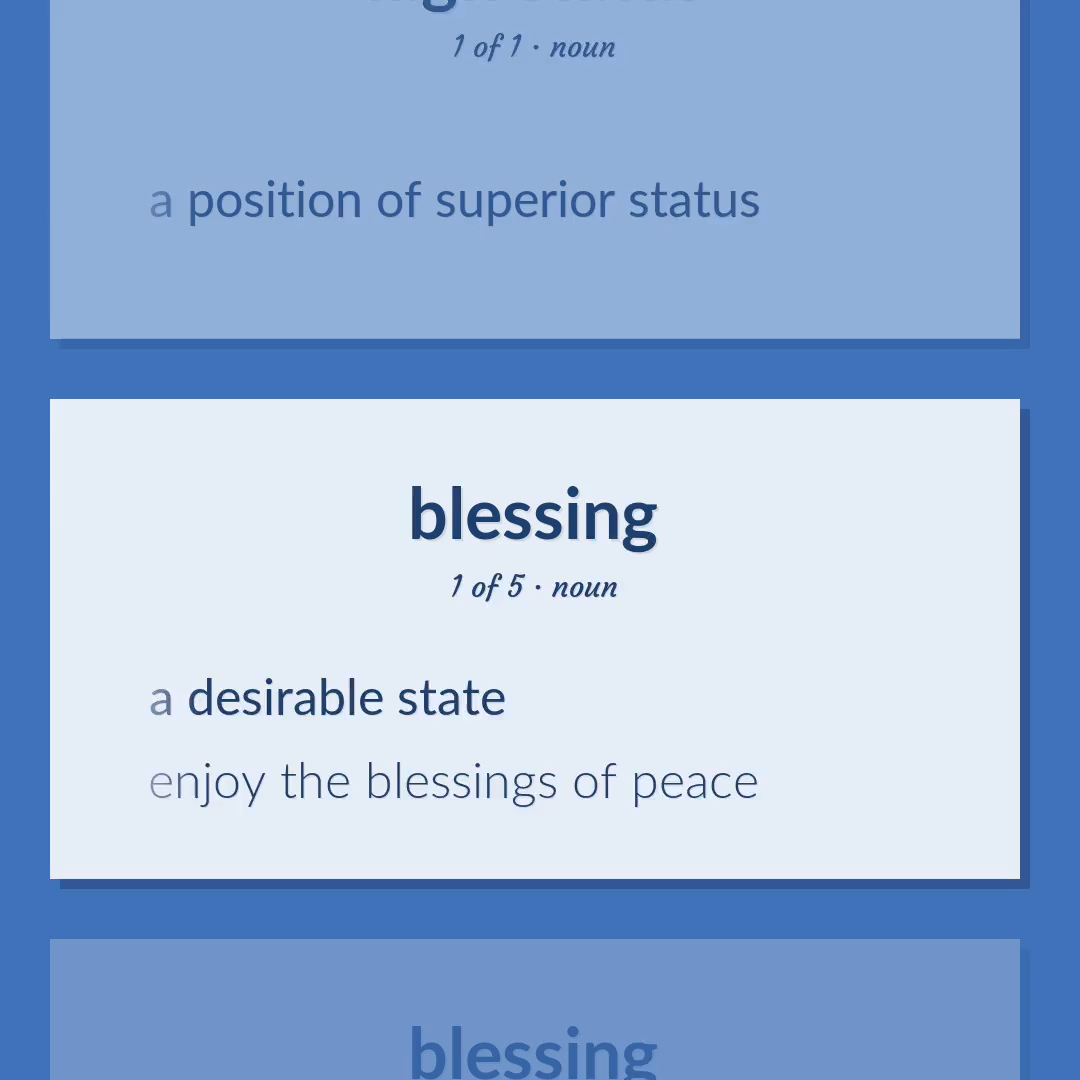 1 of 1 · noun
a position of superior status
blessing
1 of 5 · noun
a desirable state
enjoy the blessings of peace
blessing